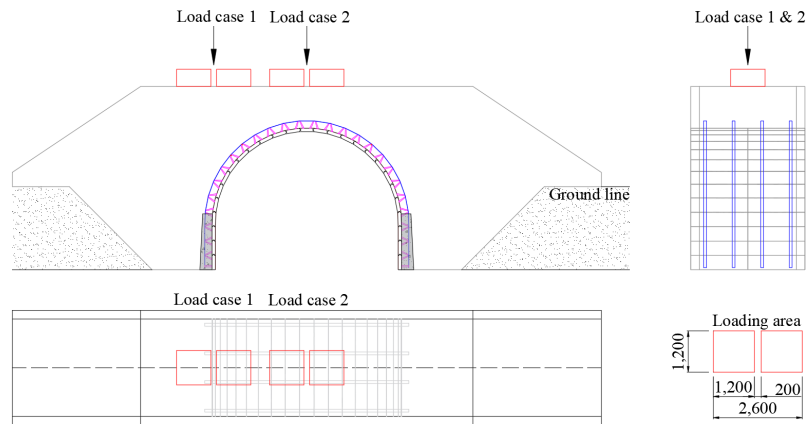 Load case 1 Load case 2
Load case 1 & 2
Ground line
Load case 1 Load case 2
Loading area
1,200
1,200 200
2,600